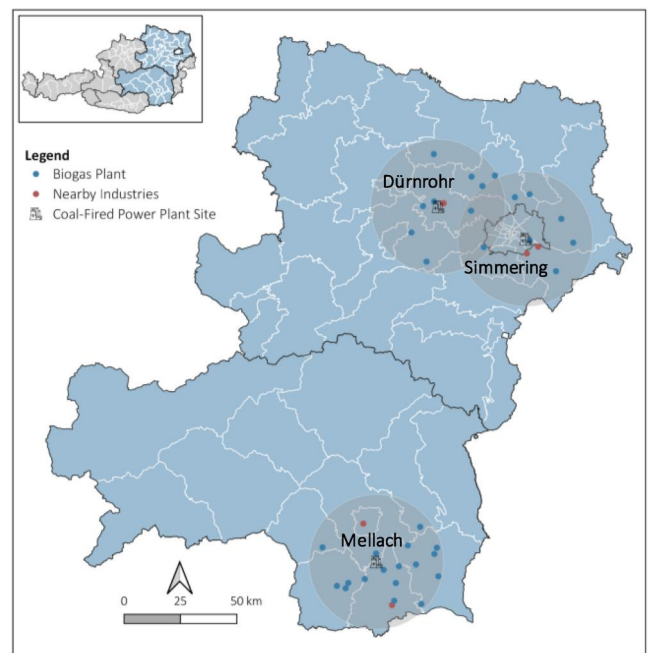 Legend
Biogas Plant
Nearby Industries
Coal-Fired Power Plant Site
Dürnrohr
Simmering
Mellach
0 25 50 km